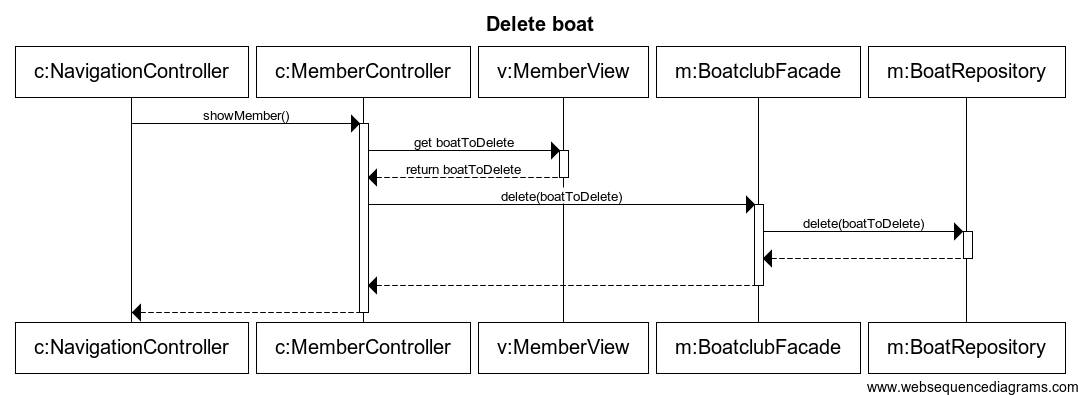 Delete boat
c:NavigationController c:MemberController v:MemberView m:BoatclubFacade m:BoatRepository
showMember()
get boatToDelete
return boatToDelete
delete(boatToDelete)
delete(boatToDelete)
c:NavigationController c:MemberController v:MemberView m:BoatclubFacade m:BoatRepository
www.websequencediagrams.com